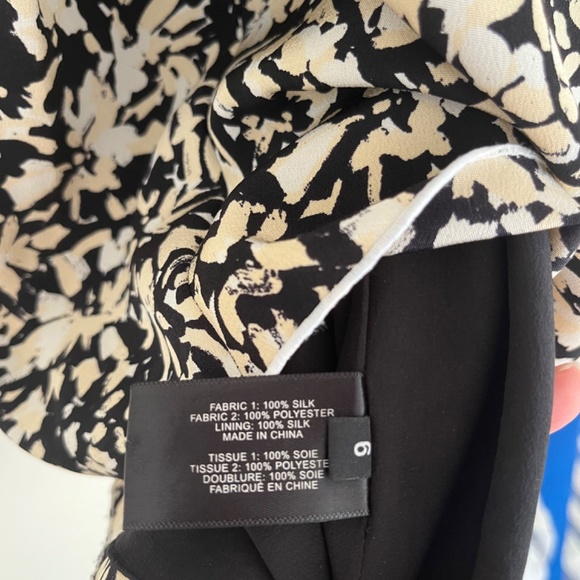 FABRIC 1: 100% SILK
FABRIC 2: 100% POLYESTER
LINING: 100% SILK
MADE IN CHINA
TISSUE 1: 100% SOIE
TISSUE 2: 100% POLYESTE
DOUBLURE: 100% SOIE
FABRIQUÉ EN CHINE
6